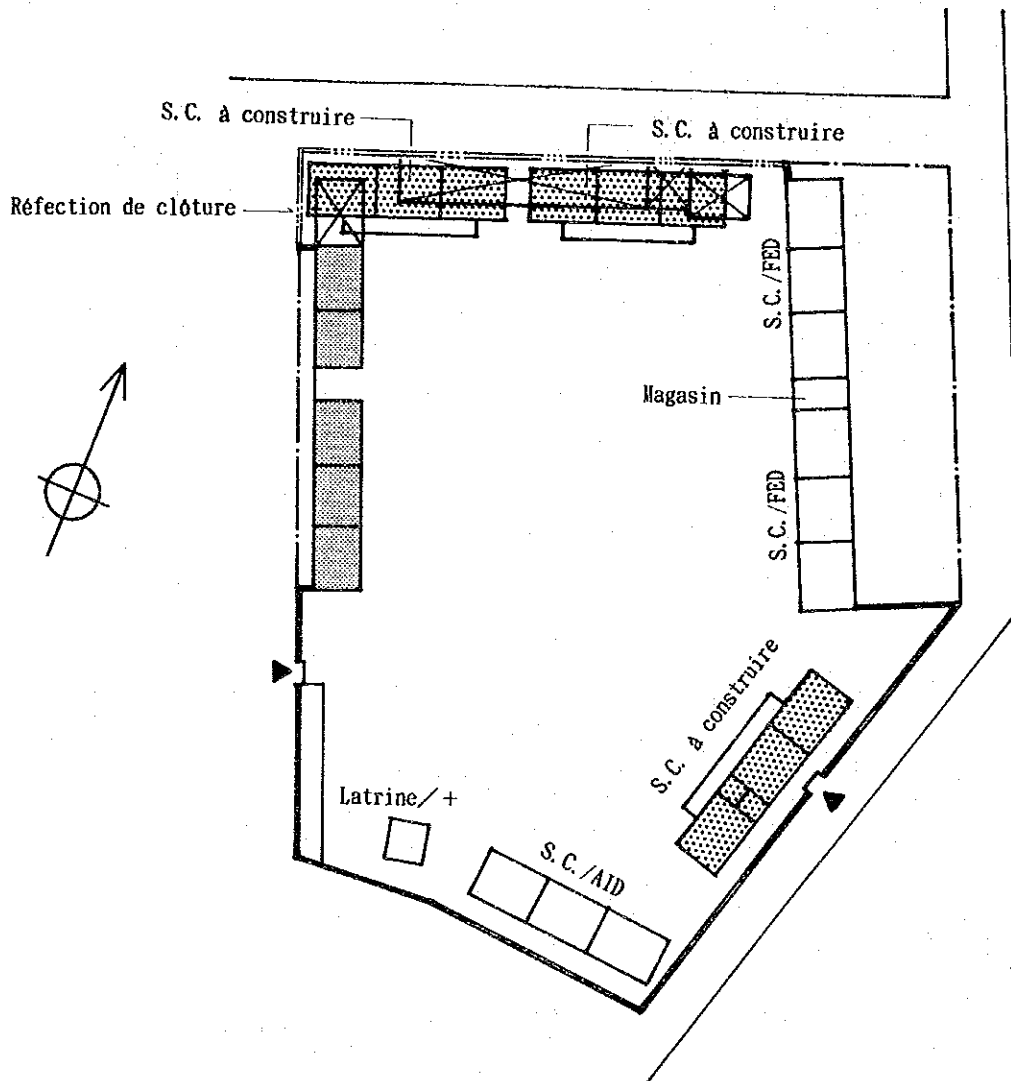 S.C. à construire
S.C. à construire
Réfection de clôture
S.C./FED
Magasin
S.C./FED
S.C. à construire
Latrine/+
S.C./AID